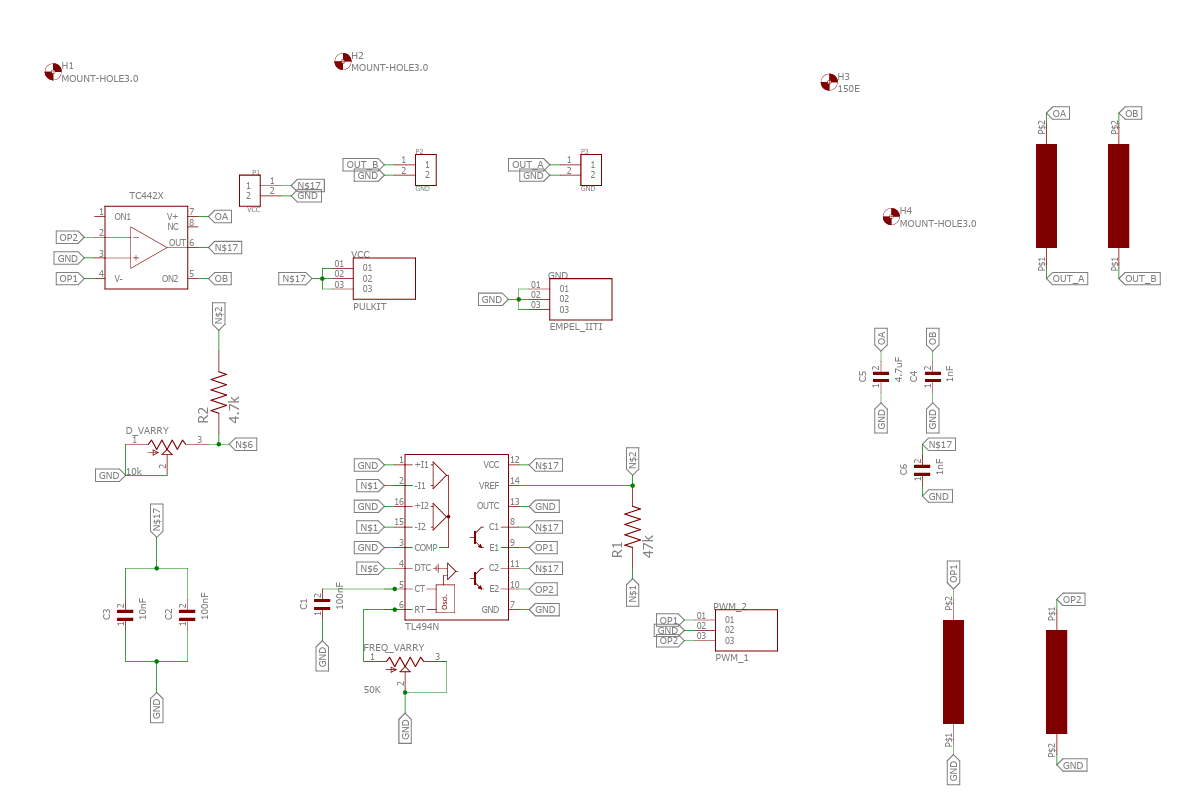 H1
MOUNT-HOLE3.0
H2
MOUNT-HOLE3.0
H3
150E
OA
OB
P$2
P$2
P$1
P$1
OUT_A
OUT_B
H4
MOUNT-HOLE3.0
P1
1
2
1
2
N$17
GND
VCC
P2
OUT_B
GND
1
2
1
2
GND
P3
OUT_A
GND
1
2
1
2
GND
TC442X
1
ON1
V+
7
OA
NC
8
OP2
2
OUT
6
N$17
GND
3
OP1
4
V-
ON2
5
OB
VCC
N$17
01
02
03
01
02
03
PULKIT
GND
GND
01
02
03
01
02
03
EMPEL_IITI
N$2
R2
4.7k
D_VARRY
1
3
2
N$6
GND
10k
OA
OB
C5
1 2
4.7uF
C4
1 2
1nF
GND
GND
N$17
C6
1 2
1nF
GND
GND
1
+I1
VCC
12
N$17
N$1
2
-I1
VREF
14
GND
16
+I2
OUTC
13
GND
N$1
15
-I2
C1
8
N$17
GND
3
COMP
E1
9
OP1
N$6
4
DTC
C2
11
N$17
5
CT
E2
10
OP2
6
RT
Osc.
GND
7
GND
TL494N
N$2
R1
47k
N$1
C1
1 2
100nF
GND
FREQ_VARRY
1
3
2
50K
GND
N$17
C3
1 2
10nF
C2
1 2
100nF
GND
PWM_2
OP1
GND
OP2
01
02
03
01
02
03
PWM_1
OP1
P$2
P$1
GND
OP2
P$1
P$2
GND